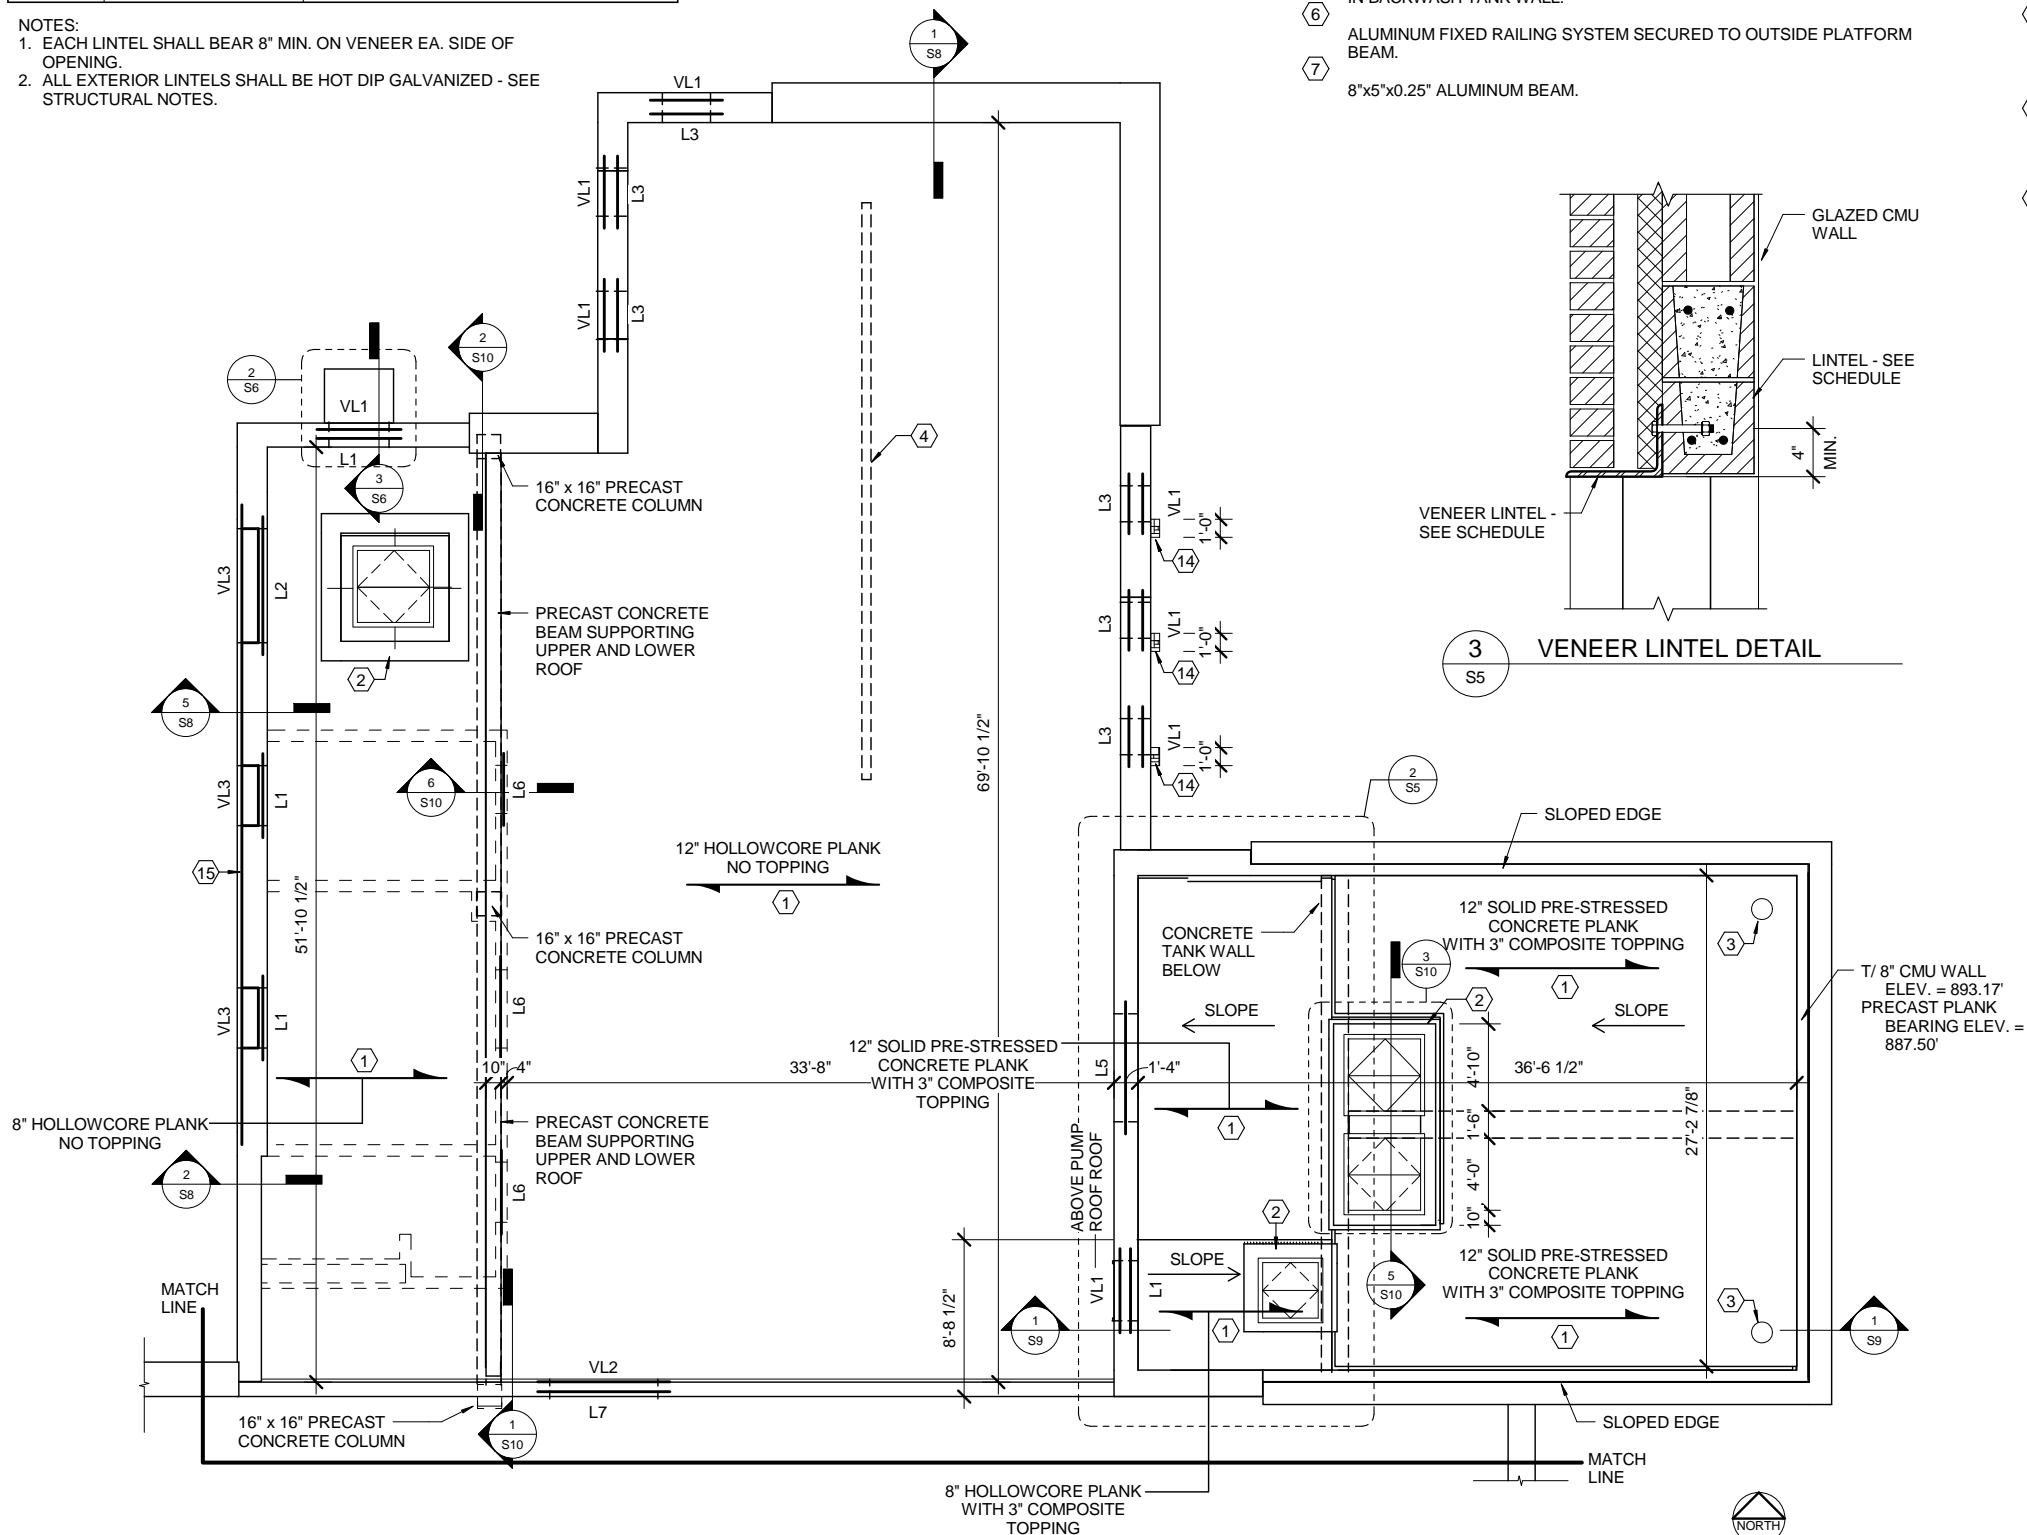 NOTES:
1. EACH LINTEL SHALL BEAR 8" MIN. ON VENEER EA. SIDE OF
OPENING.
2. ALL EXTERIOR LINTELS SHALL BE HOT DIP GALVANIZED - SEE
STRUCTURAL NOTES.
6
ALUMINUM FIXED RAILING SYSTEM SECURED TO OUTSIDE PLATFORM
BEAM.
7
8"x5"x0.25" ALUMINUM BEAM.
1
S8
VL1
L3
VL1
L3
VL1
L3
2
S10
2
S6
VL1
L1
3
S6
4
16" x 16" PRECAST
CONCRETE COLUMN
GLAZED CMU
WALL
LINTEL - SEE
SCHEDULE
4"
MIN.
VENEER LINTEL -
SEE SCHEDULE
3
S5
VENEER LINTEL DETAIL
L3
VL1
1'-0"
14
L3
VL1
1'-0"
14
L3
VL1
1'-0"
14
VL3
L2
2
PRECAST CONCRETE
BEAM SUPPORTING
UPPER AND LOWER
ROOF
5
S8
69'-10 1/2"
6
S10
L6
VL3
L1
2
S5
SLOPED EDGE
12" HOLLOWCORE PLANK
NO TOPPING
1
15
51'-10 1/2"
16" x 16" PRECAST
CONCRETE COLUMN
CONCRETE
TANK WALL
BELOW
12" SOLID PRE-STRESSED
CONCRETE PLANK
WITH 3" COMPOSITE TOPPING
1
3
S10
3
2
T/ 8" CMU WALL
ELEV. = 893.17'
PRECAST PLANK
BEARING ELEV. =
887.50'
VL3
L1
L6
SLOPE
SLOPE
12" SOLID PRE-STRESSED
CONCRETE PLANK
WITH 3" COMPOSITE
TOPPING
1
10"
4"
33'-8"
L5
1'-4"
36'-6 1/2"
4'-10"
1'-6"
4'-0"
10"
27'-2 7/8"
1
8" HOLLOWCORE PLANK
NO TOPPING
PRECAST CONCRETE
BEAM SUPPORTING
UPPER AND LOWER
ROOF
L6
2
S8
ABOVE PUMP
ROOF ROOF
2
SLOPE
VL1
L1
1
8'-8 1/2"
1
S9
5
S10
12" SOLID PRE-STRESSED
CONCRETE PLANK
WITH 3" COMPOSITE TOPPING
1
3
1
S9
MATCH
LINE
VL2
L7
16" x 16" PRECAST
CONCRETE COLUMN
1
S10
SLOPED EDGE
MATCH
LINE
8" HOLLOWCORE PLANK
WITH 3" COMPOSITE
TOPPING
NORTH